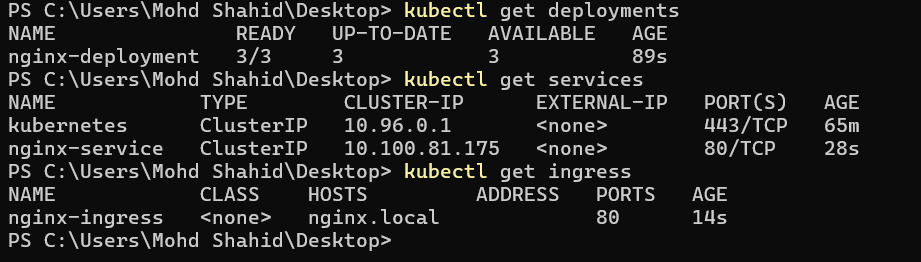 PS C:\Users\Mohd Shahid\Desktop> kubectl get deployments
NAME READY UP-TO-DATE AVAILABLE AGE
nginx-deployment 3/3 3 3 89s
PS C:\Users\Mohd Shahid\Desktop> kubectl get services
NAME TYPE CLUSTER-IP EXTERNAL-IP PORT(S) AGE
kubernetes ClusterIP 10.96.0.1 <none> 443/TCP 65m
nginx-service ClusterIP 10.100.81.175 <none> 80/TCP 28s
PS C:\Users\Mohd Shahid\Desktop> kubectl get ingress
NAME CLASS HOSTS ADDRESS PORTS AGE
nginx-ingress <none> nginx.local 80 14s
PS C:\Users\Mohd Shahid\Desktop>